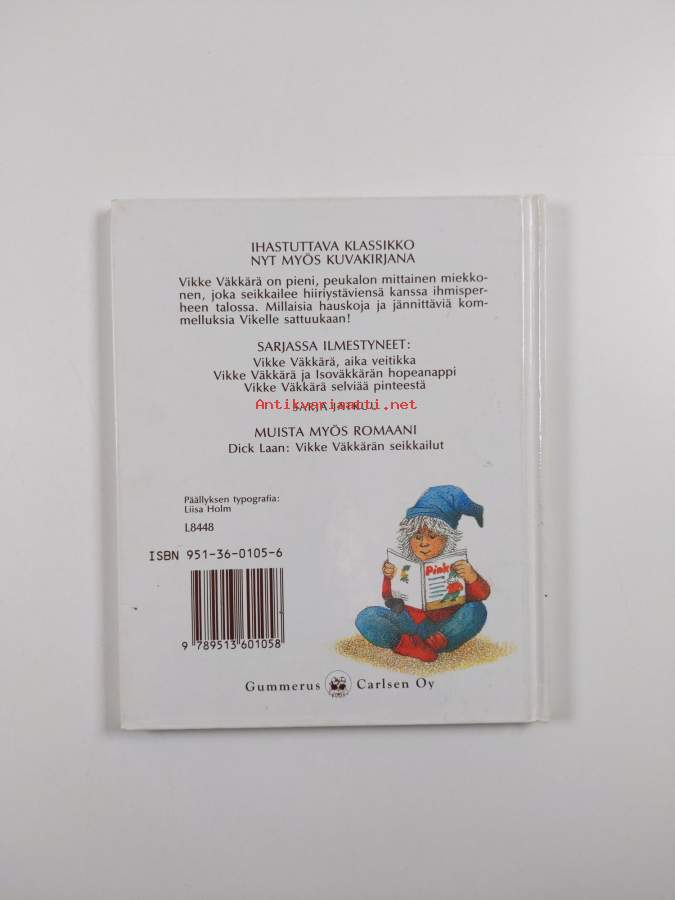 IHASTUTTAVA KLASSIKKO
NYT MYÖS KUVAKIRJANA
Vikke Väkkärä on pieni, peukalon mittainen miekko-
nen, joka seikkailee hiiriystäviensä kanssa ihmisper-
heen talossa. Millaisia hauskoja ja jännittäviä kom-
melluksia Vikelle sattuukaan!
SARJASSA ILMESTYNEET:
Vikke Väkkärä, aika veitikka
Vikke Väkkärä ja Isoväkkärän hopeanappi
Vikke Väkkärä selviää pinteestä
SARJA JATKUU
Antikvariaatti.net
MUISTA MYÖS ROMAANI
Dick Laan: Vikke Väkkärän seikkailut
Päällyksen typografia:
Liisa Holm
L8448
ISBN 951-36-0105-6
9 789513 601058
Pink
Gummerus Carlsen Oy